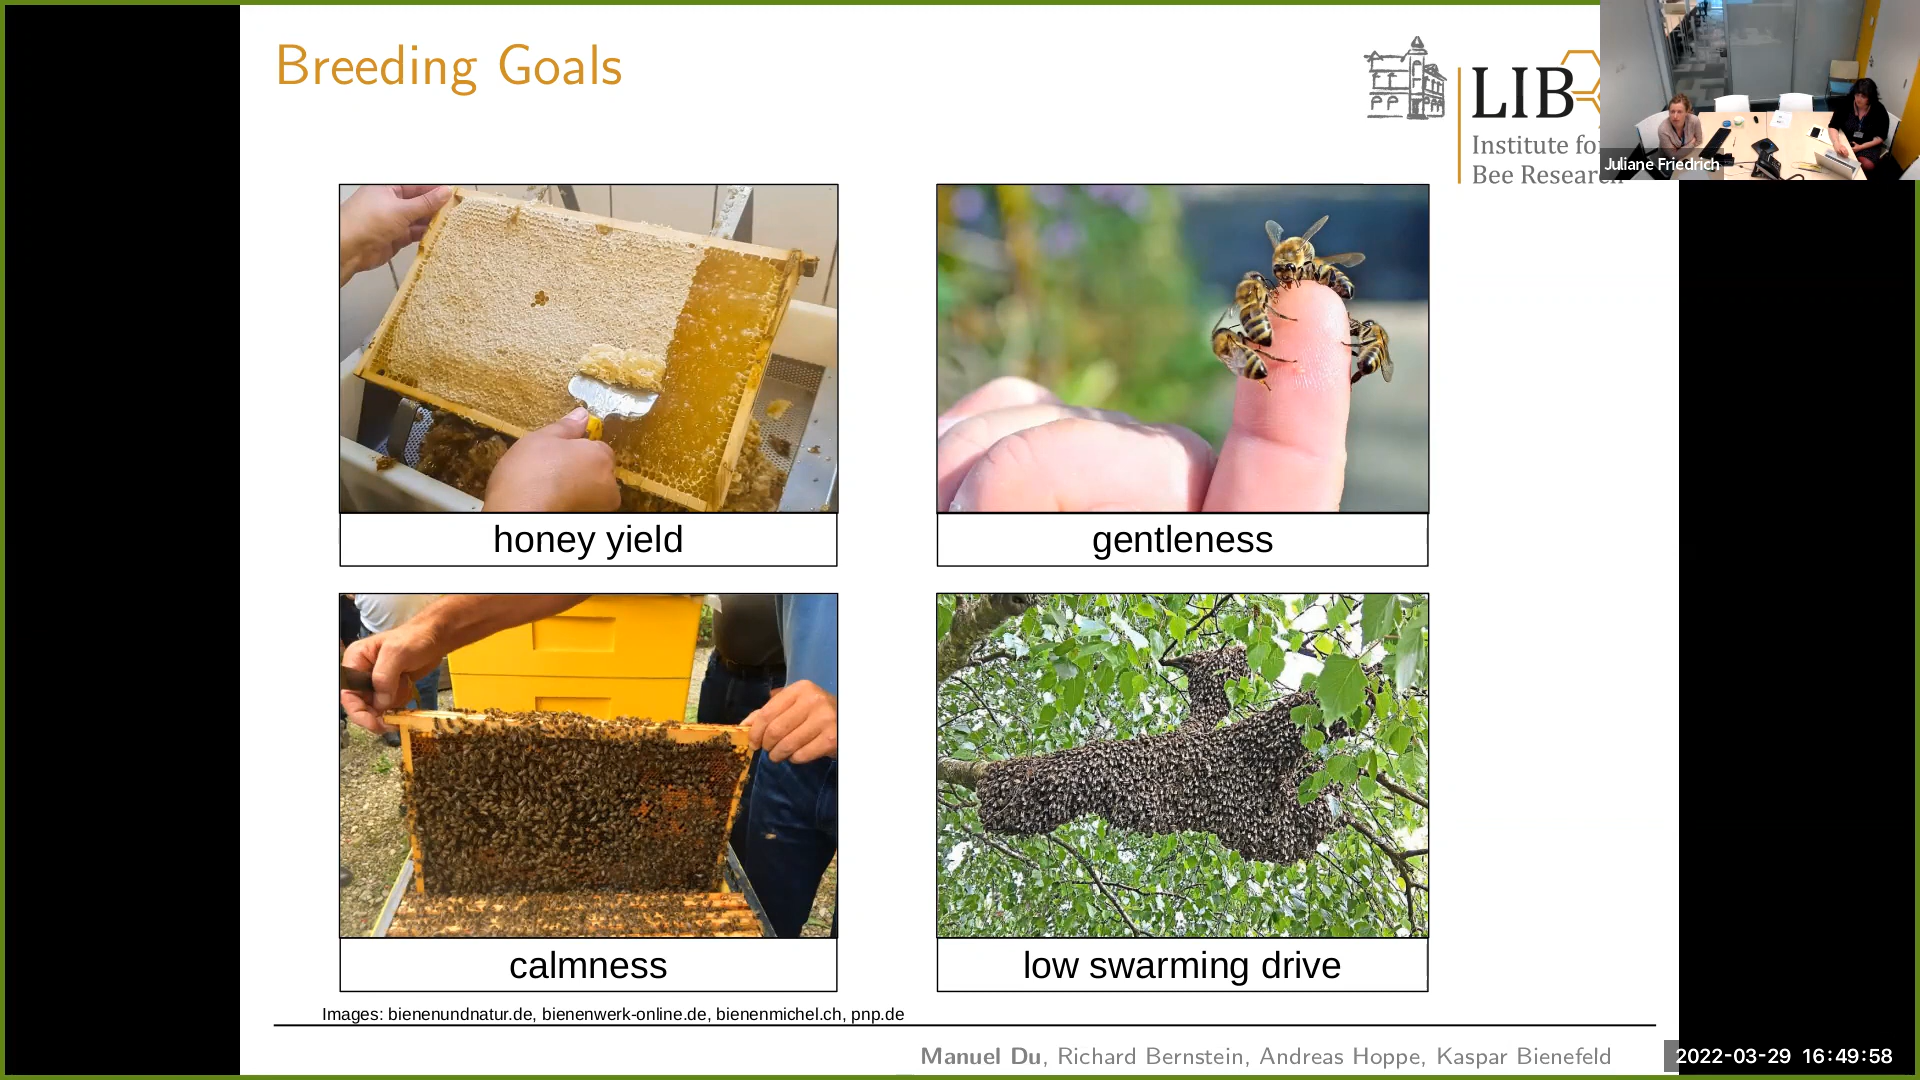 Breeding Goals
LIB
Institute for
Bee Research
Juliane Friedrich
honey yield
gentleness
calmness
low swarming drive
Images: bienenundnatur.de, bienenwerk-online.de, bienenmichel.ch, pnp.de
Manuel Du, Richard Bernstein, Andreas Hoppe, Kaspar Bienefeld
2022-03-29 16:49:58